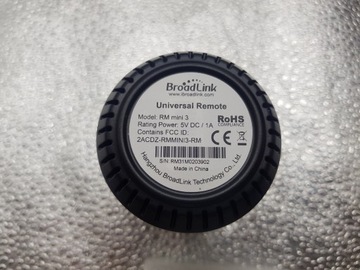 BroadLink
www.Broadlink.com
Universal Remote
Model: RM mini 3
Rating Power: 5V DC / 1A
Contains FCC ID:
2ACDZ-RMMINI3-RM
RoHS
COMPLIANCE
S/N: RM31M0203902
Made in China
Hangzhou BroadLink Technology Co., Ltd.